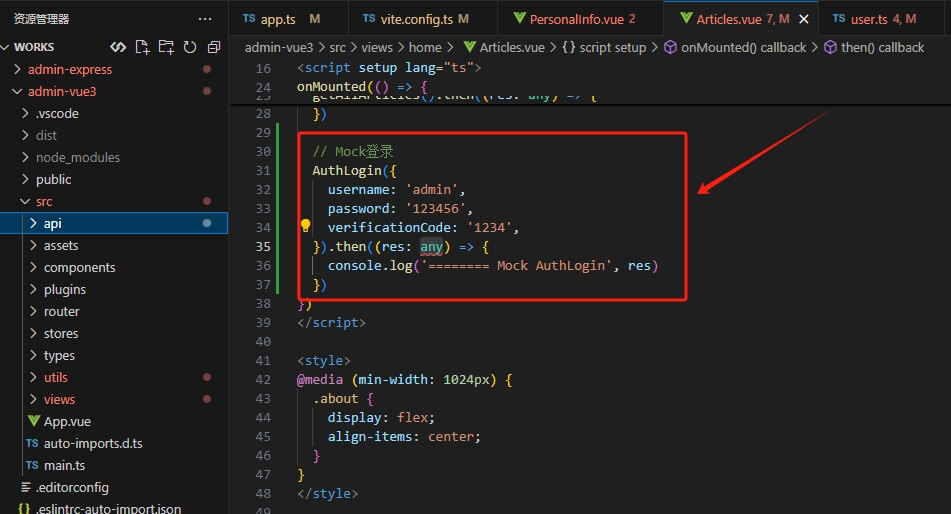 资源管理器 ···
WORKS
admin-express
admin-vue3
.vscode
dist
node_modules
public
src
api
assets
components
plugins
router
stores
types
utils
views
App.vue
TS auto-imports.d.ts
TS main.ts
.editorconfig
{} .eslintrc-auto-import.json
TS app.ts M
TS vite.config.ts M
PersonalInfo.vue 2
Articles.vue 7, M
TS user.ts 4, M
admin-vue3 > src > views > home > Articles.vue > {} script setup > onMounted() callback > then() callback
16 <script setup lang="ts">
24 onMounted(() => {
25 getAllArticles().then((res: any) => {
28 })
29
30 // Mock登录
31 AuthLogin({
32 username: 'admin',
33 password: '123456',
34 verificationCode: '1234',
35 }).then((res: any) => {
36 console.log('======== Mock AuthLogin', res)
37 })
38 })
39 </script>
40
41 <style>
42 @media (min-width: 1024px) {
43 .about {
44 display: flex;
45 align-items: center;
46 }
47 }
48 </style>
49